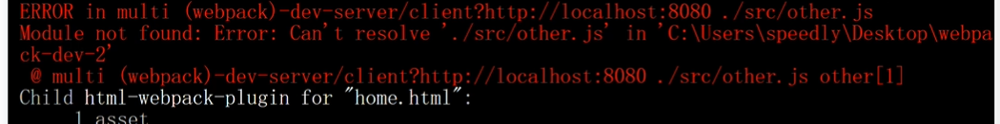 ERROR in multi (webpack)-dev-server/client?http://localhost:8080 ./src/other.js
Module not found: Error: Can't resolve './src/other.js' in 'C:\Users\speedly\Desktop\webpa
ck-dev-2'
 @ multi (webpack)-dev-server/client?http://localhost:8080 ./src/other.js other[1]
Child html-webpack-plugin for "home.html":
     1 asset